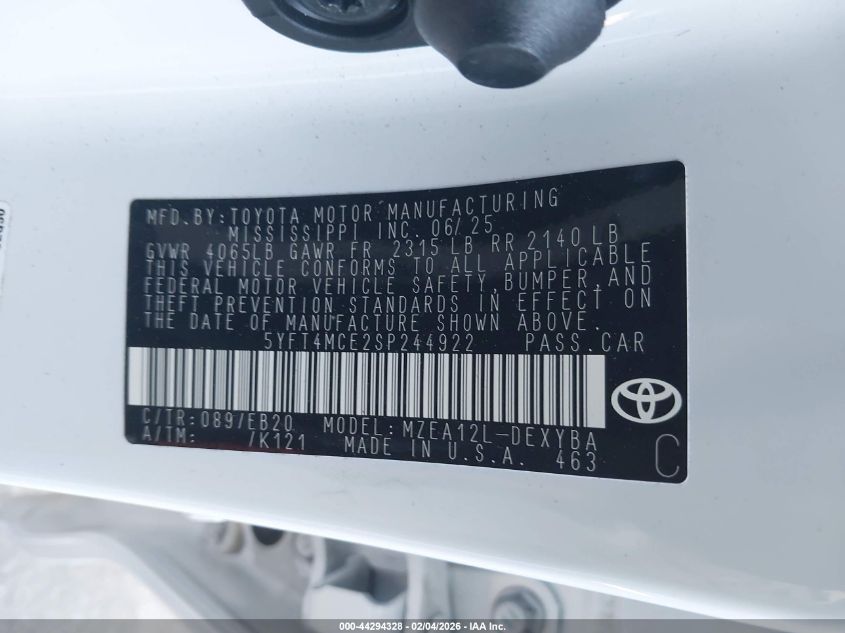 MFD.BY:TOYOTA MOTOR MANUFACTURING
MISSISSIPPI INC. 06/25
GVWR 4065LB GAWR FR 2315 LB RR 2140 LB
THIS VEHICLE CONFORMS TO ALL APPLICABLE
FEDERAL MOTOR VEHICLE SAFETY,BUMPER,AND
THEFT PREVENTION STANDARDS IN EFFECT ON
THE DATE OF MANUFACTURE SHOWN ABOVE.
5YFT4MCE2SP244922 PASS.CAR
C/TR:089/EB20 MODEL:MZEA12L-DEXYBA
A/TM: /K121 MADE IN U.S.A. 463
C
000-44294328 - 02/04/2026 - IAA Inc.